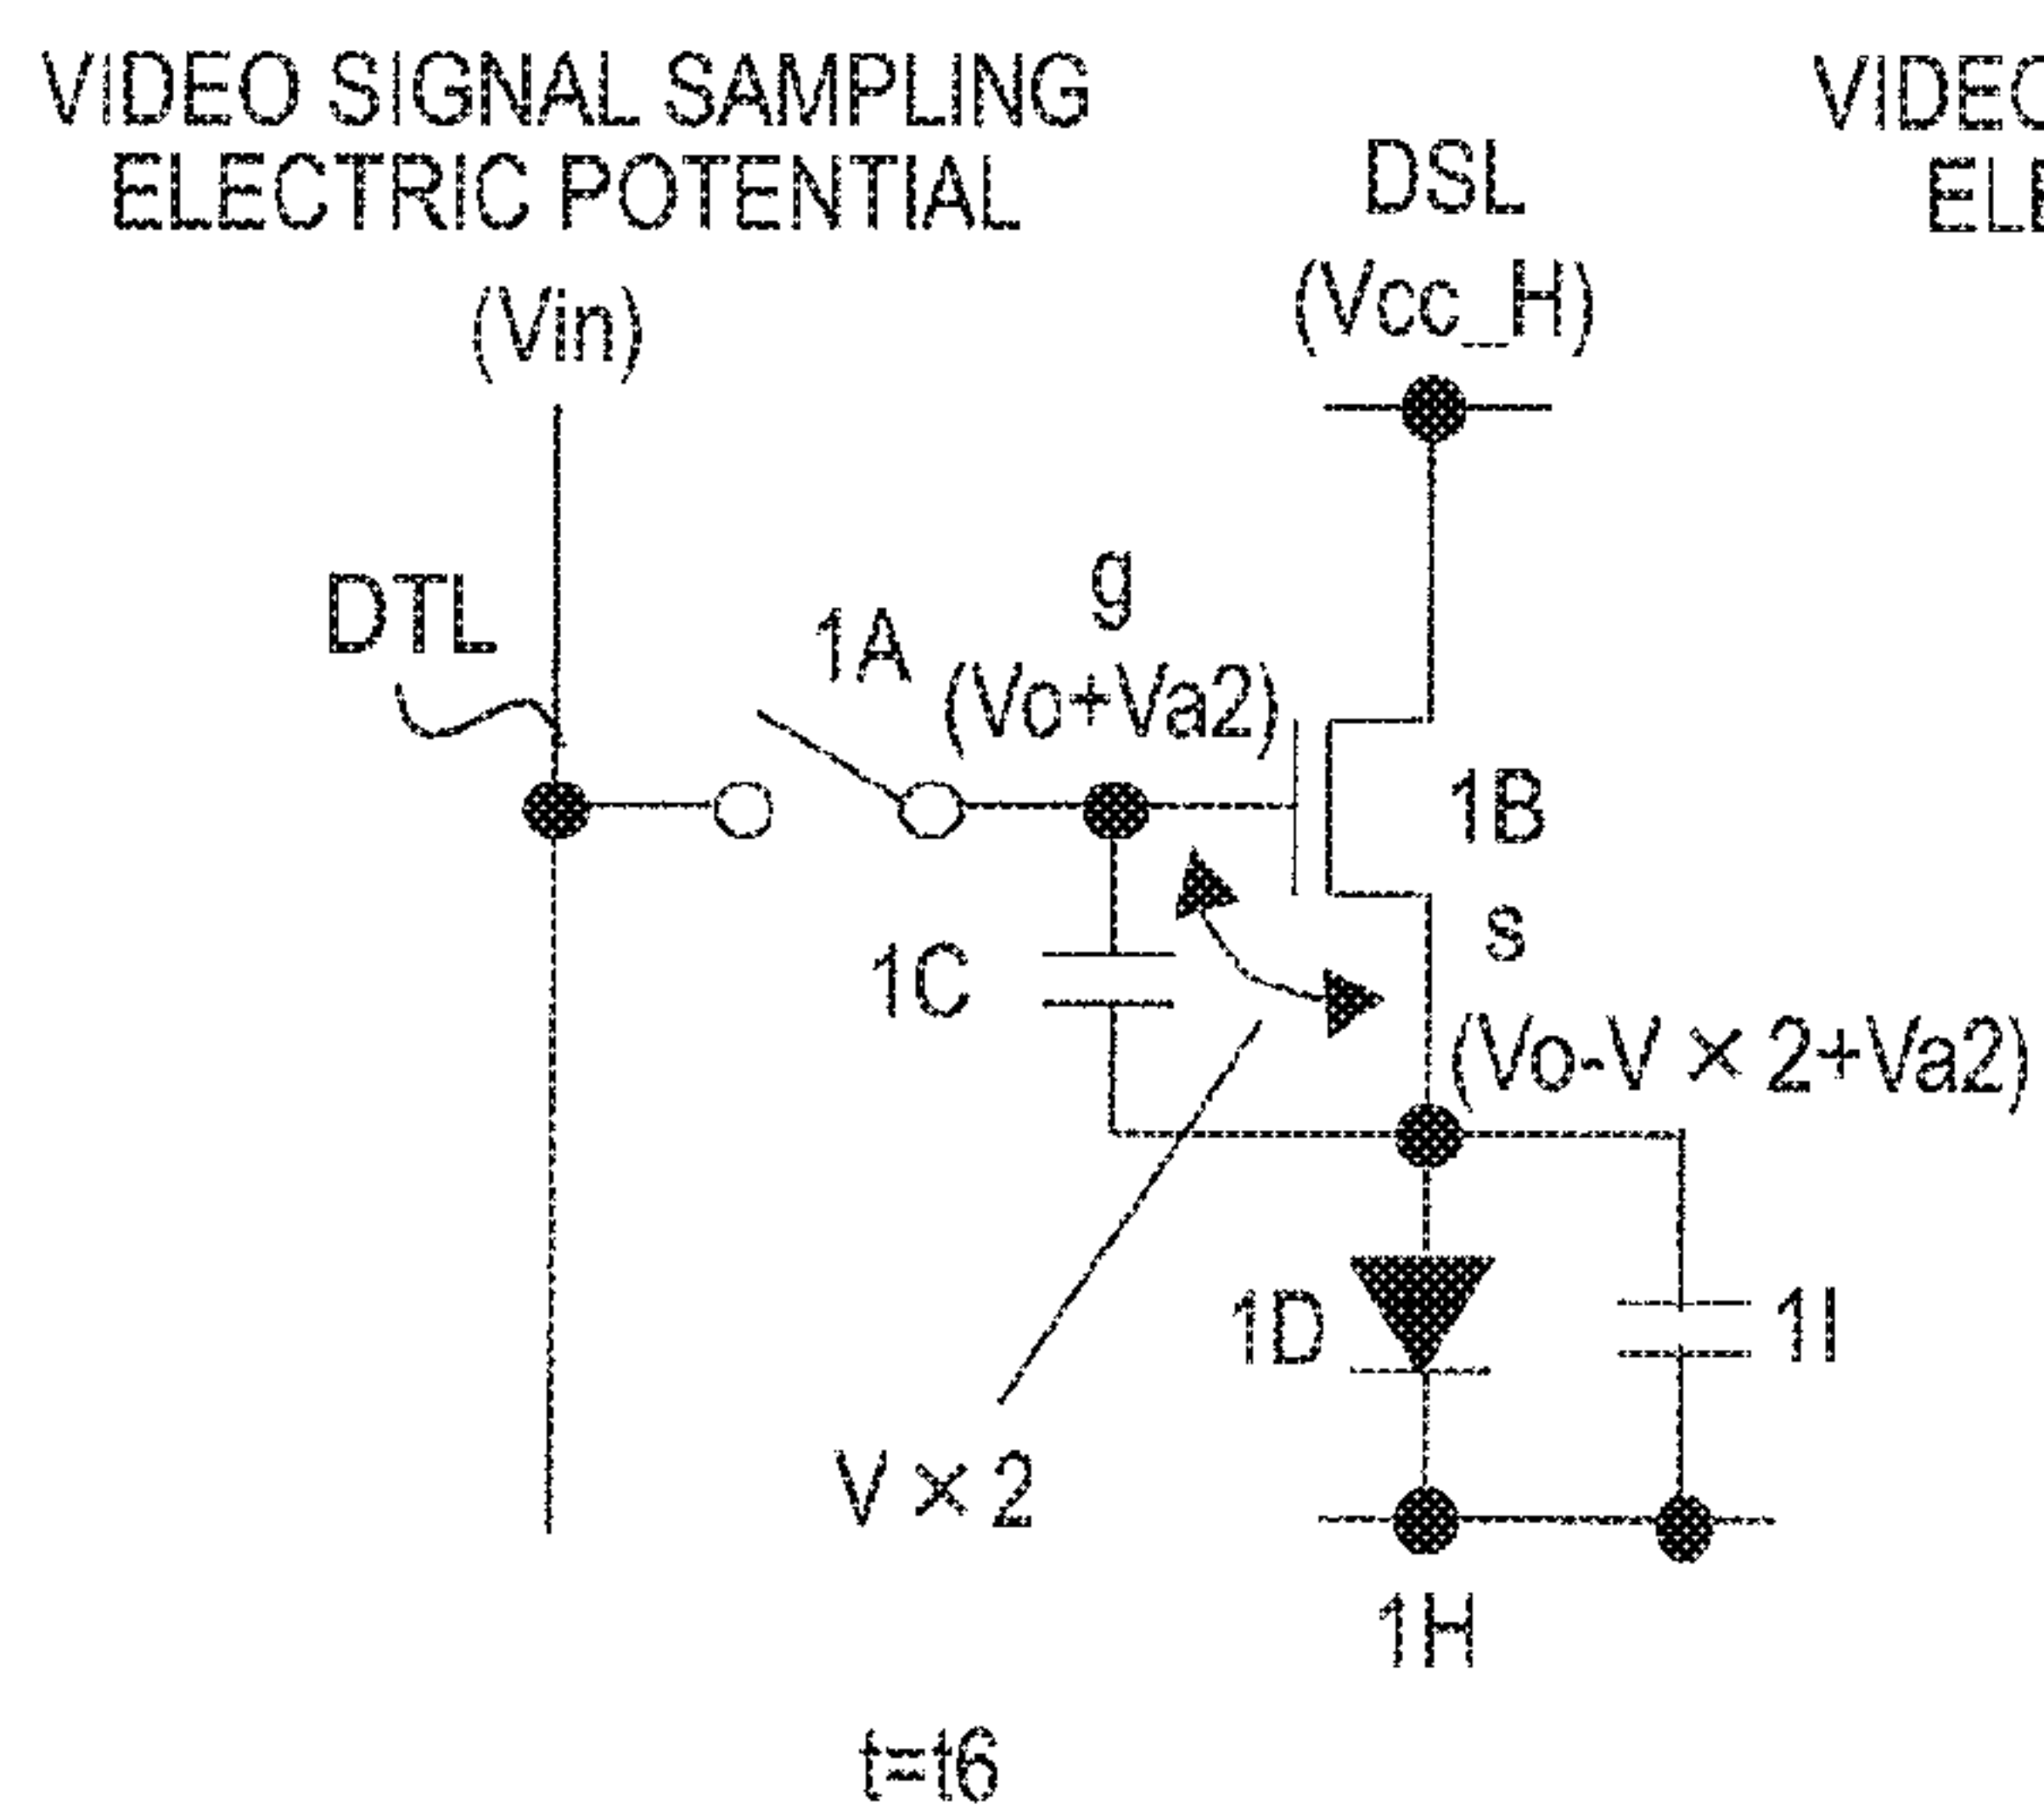 VIDEO SIGNAL SAMPLING
ELECTRIC POTENTIAL
(Vin)
DSL
(Vcc_H)
DTL
1A
g
(Vo+Va2)
1B
s
1C
(Vo-V×2+Va2)
1D
1I
V×2
1H
t=t6